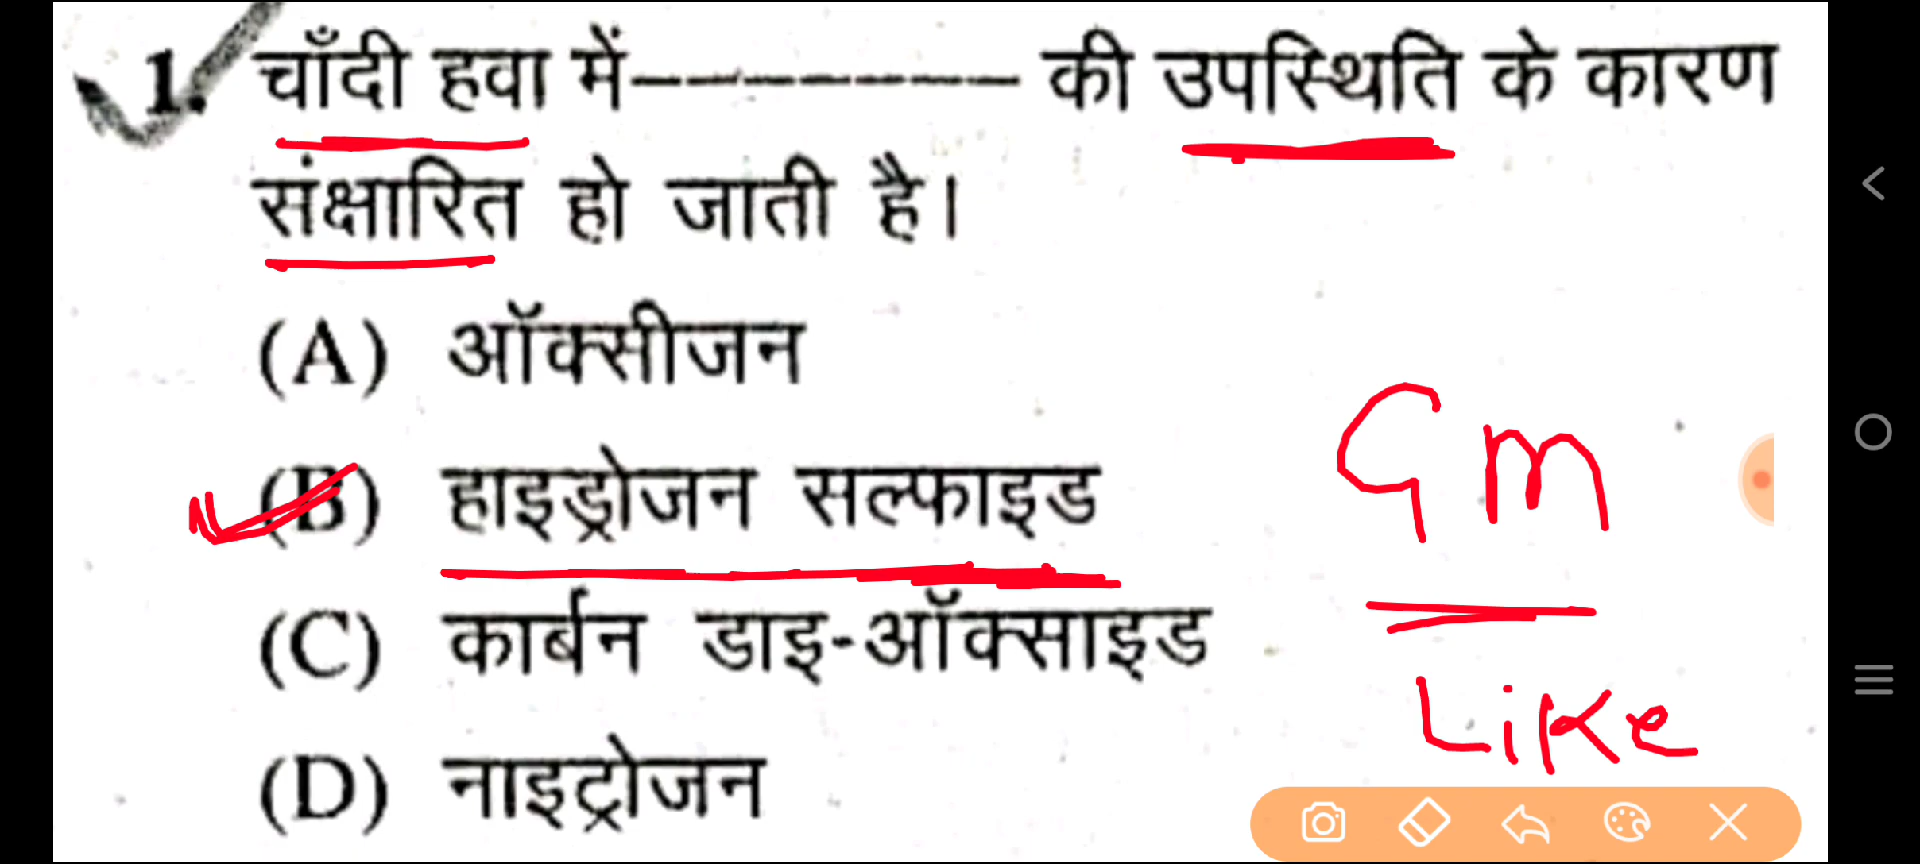 1. चाँदी हवा में---------- की उपस्थिति के कारण
संक्षारित हो जाती है।
(A) ऑक्सीजन
(B) हाइड्रोजन सल्फाइड
(C) कार्बन डाइ-ऑक्साइड
(D) नाइट्रोजन
Gm
Like